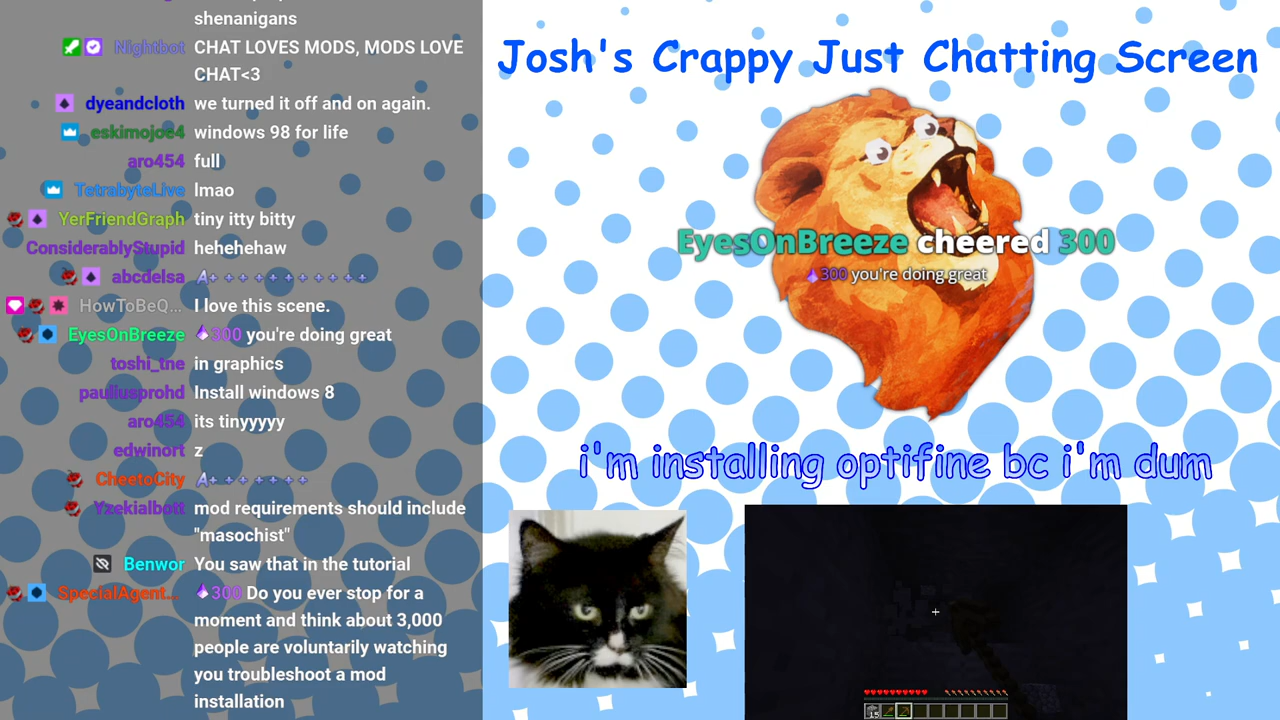 shenanigans
Nightbot CHAT LOVES MODS, MODS LOVE
CHAT<3
dyeandcloth we turned it off and on again.
eskimojoe4 windows 98 for life
aro454 full
TetrabyteLive lmao
YerFriendGraph tiny itty bitty
ConsiderablyStupid hehehehaw
abcdelsa A+ + + + + + + + + + +
HowToBeQ... I love this scene.
EyesOnBreeze 300 you're doing great
toshi_tne in graphics
pauliusprohd Install windows 8
aro454 its tinyyyyy
edwinort z
CheetoCity A+ + + + + + +
Yzekialbott mod requirements should include
"masochist"
Benwor You saw that in the tutorial
SpecialAgent... 300 Do you ever stop for a
moment and think about 3,000
people are voluntarily watching
you troubleshoot a mod
installation
Josh's Crappy Just Chatting Screen
EyesOnBreeze cheered 300
300 you're doing great
i'm installing optifine bc i'm dum
15